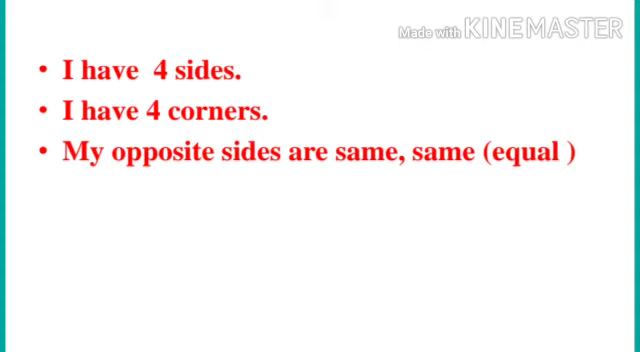 Made with KINEMASTER
• I have 4 sides.
• I have 4 corners.
• My opposite sides are same, same (equal )